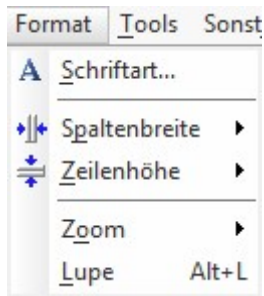 Format Tools Sonst
Schriftart...
Spaltenbreite
Zeilenhöhe
Zoom
Lupe Alt+L